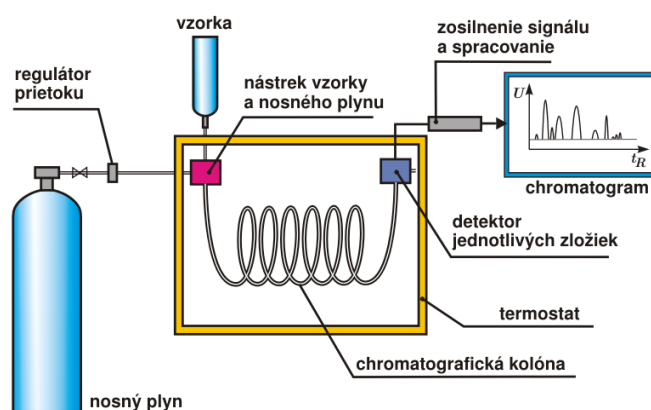 vzorka
zosilnenie signálu
a spracovanie
regulátor
prietoku
nástrek vzorky
a nosného plynu
U
t_R
chromatogram
detektor
jednotlivých zložiek
termostat
chromatografická kolóna
nosný plyn